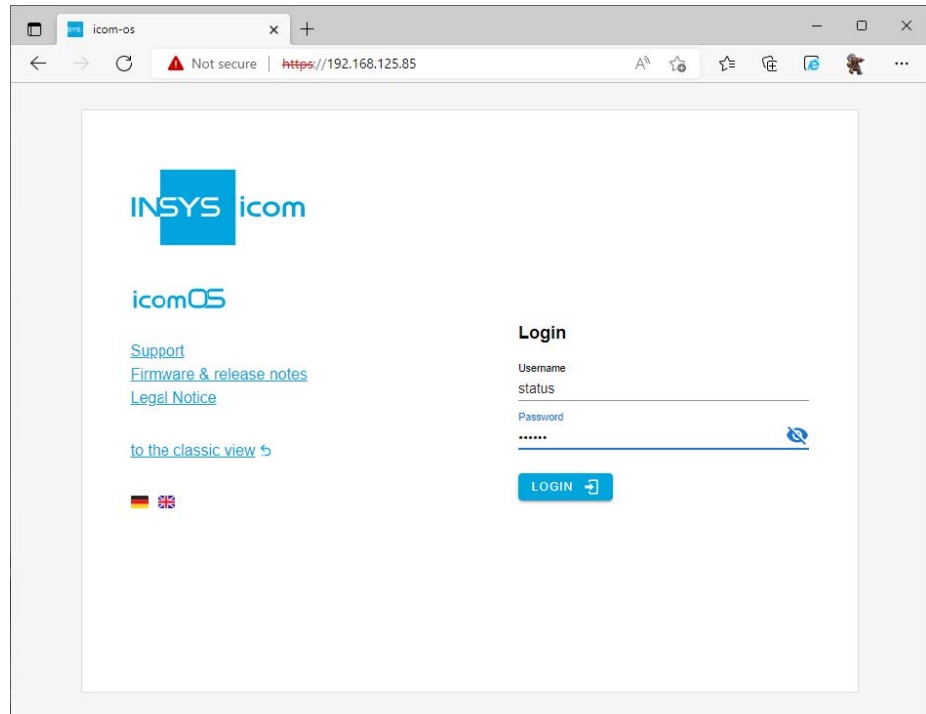 SYS icom-os
Not secure | https://192.168.125.85
INSYS icom
icomOS
Support
Firmware & release notes
Legal Notice
to the classic view
Login
Username
status
Password
••••••
LOGIN